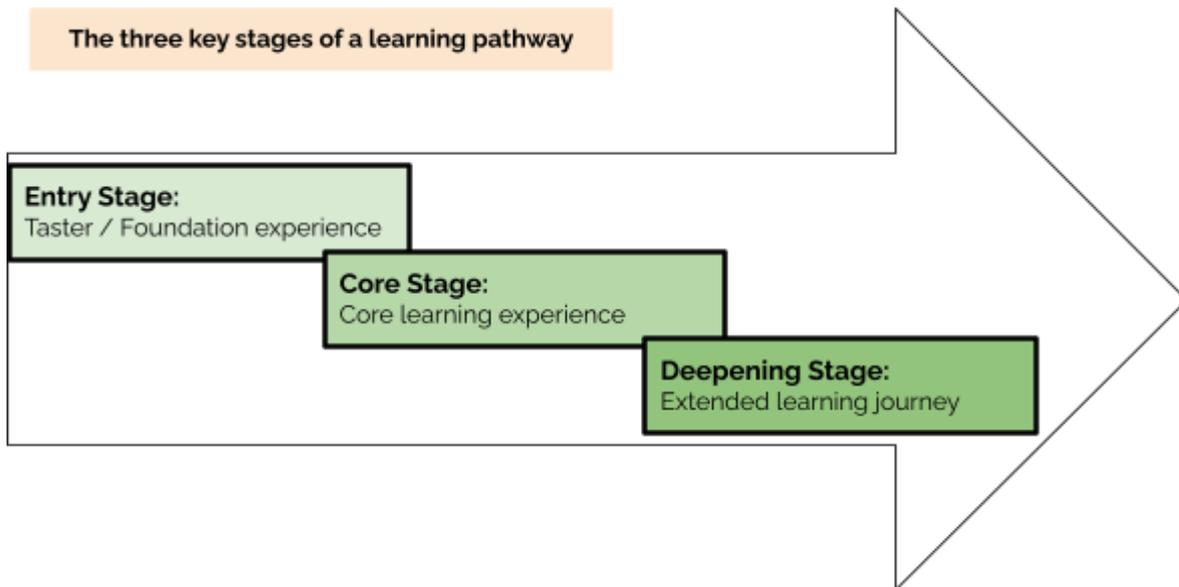 The three key stages of a learning pathway
Entry Stage:
Taster / Foundation experience
Core Stage:
Core learning experience
Deepening Stage:
Extended learning journey